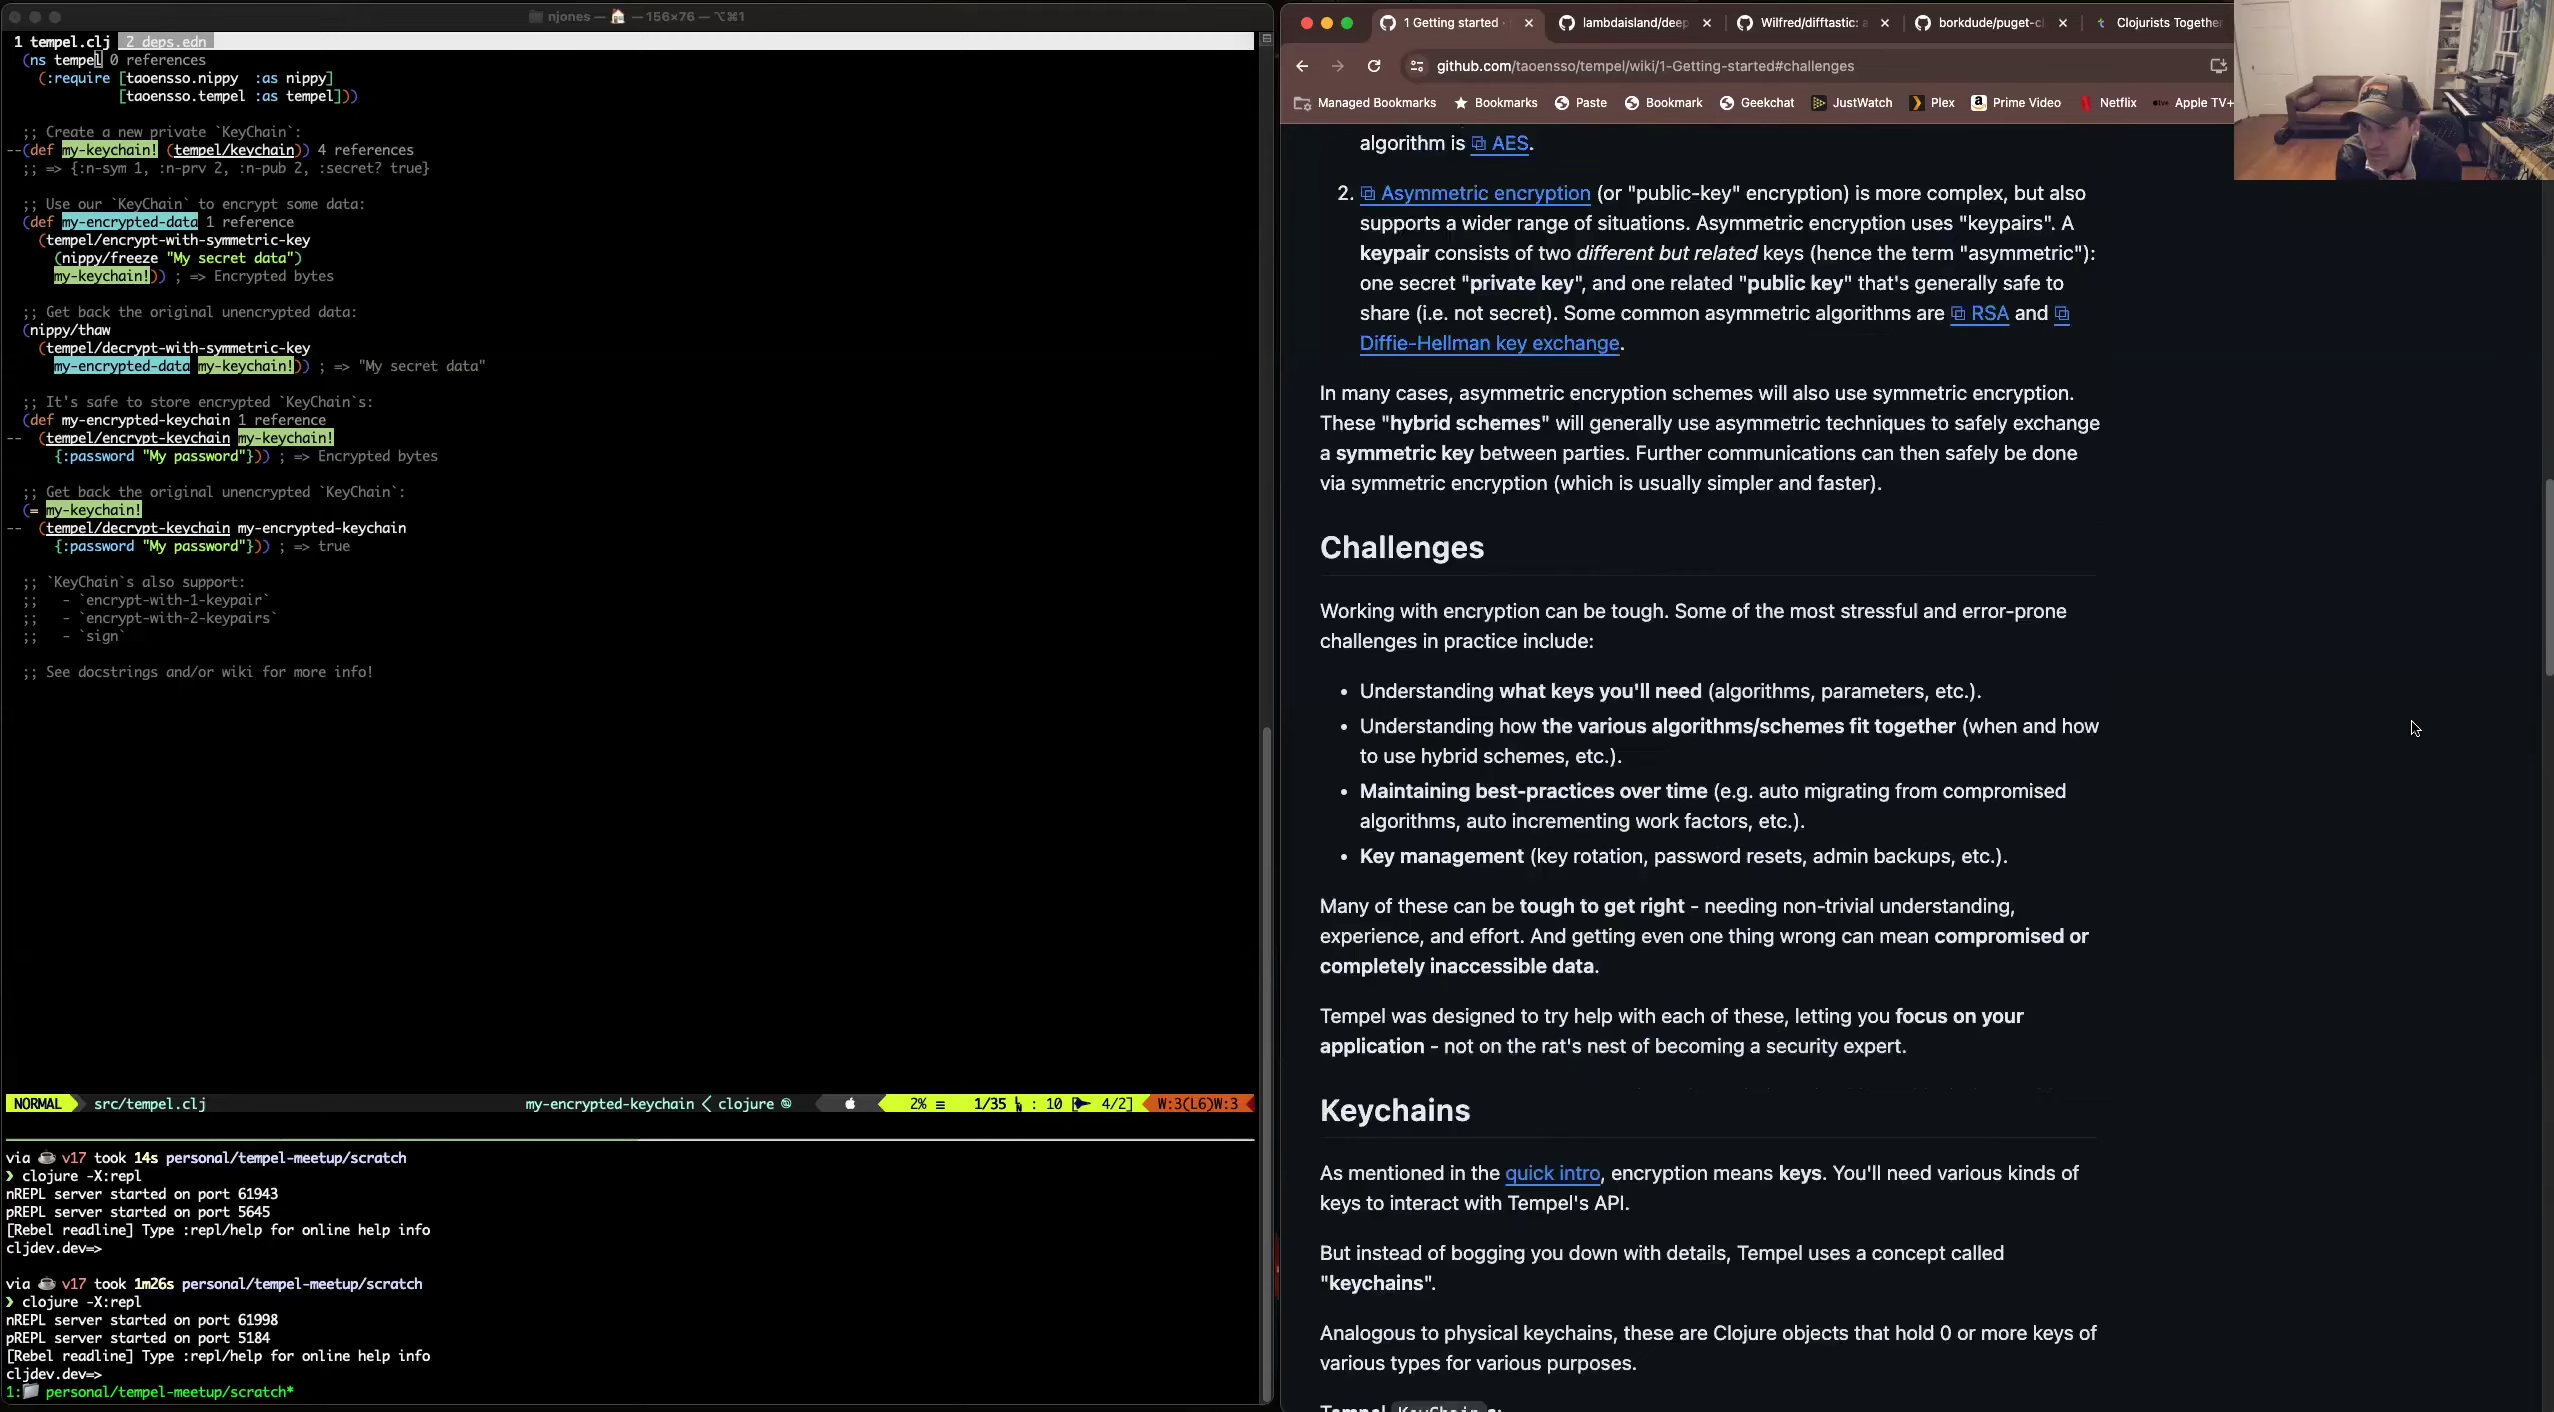 njones — 🏠 — 156×76 — ⌥⌘1
1 tempel.clj  2 deps.edn
(ns tempel 0 references
  (:require [taoensso.nippy  :as nippy]
            [taoensso.tempel :as tempel]))
;; Create a new private `KeyChain`:
--(def my-keychain! (tempel/keychain)) 4 references
;; => {:n-sym 1, :n-prv 2, :n-pub 2, :secret? true}
;; Use our `KeyChain` to encrypt some data:
(def my-encrypted-data 1 reference
  (tempel/encrypt-with-symmetric-key
    (nippy/freeze "My secret data")
    my-keychain!)) ; => Encrypted bytes
;; Get back the original unencrypted data:
(nippy/thaw
  (tempel/decrypt-with-symmetric-key
    my-encrypted-data my-keychain!)) ; => "My secret data"
;; It's safe to store encrypted `KeyChain`s:
(def my-encrypted-keychain 1 reference
--  (tempel/encrypt-keychain my-keychain!
    {:password "My password"})) ; => Encrypted bytes
;; Get back the original unencrypted `KeyChain`:
(= my-keychain!
--  (tempel/decrypt-keychain my-encrypted-keychain
    {:password "My password"})) ; => true
;; `KeyChain`s also support:
;;   - `encrypt-with-1-keypair`
;;   - `encrypt-with-2-keypairs`
;;   - `sign`
;; See docstrings and/or wiki for more info!
NORMAL  src/tempel.clj  my-encrypted-keychain < clojure  2% ≡  1/35 : 10  4/2]  W:3(L6)W:3
via ☕ v17 took 14s personal/tempel-meetup/scratch
❯ clojure -X:repl
nREPL server started on port 61943
pREPL server started on port 5645
[Rebel readline] Type :repl/help for online help info
cljdev.dev=>
via ☕ v17 took 1m26s personal/tempel-meetup/scratch
❯ clojure -X:repl
nREPL server started on port 61998
pREPL server started on port 5184
[Rebel readline] Type :repl/help for online help info
cljdev.dev=>
1: personal/tempel-meetup/scratch*
1 Getting started ·  lambdaisland/deep  Wilfred/difftastic: a  borkdude/puget-cl  Clojurists Together
github.com/taoensso/tempel/wiki/1-Getting-started#challenges
Managed Bookmarks  Bookmarks  Paste  Bookmark  Geekchat  JustWatch  Plex  Prime Video  Netflix  Apple TV+
algorithm is AES.
2. Asymmetric encryption (or "public-key" encryption) is more complex, but also
supports a wider range of situations. Asymmetric encryption uses "keypairs". A
keypair consists of two different but related keys (hence the term "asymmetric"):
one secret "private key", and one related "public key" that's generally safe to
share (i.e. not secret). Some common asymmetric algorithms are RSA and
Diffie-Hellman key exchange.
In many cases, asymmetric encryption schemes will also use symmetric encryption.
These "hybrid schemes" will generally use asymmetric techniques to safely exchange
a symmetric key between parties. Further communications can then safely be done
via symmetric encryption (which is usually simpler and faster).
Challenges
Working with encryption can be tough. Some of the most stressful and error-prone
challenges in practice include:
• Understanding what keys you'll need (algorithms, parameters, etc.).
• Understanding how the various algorithms/schemes fit together (when and how
to use hybrid schemes, etc.).
• Maintaining best-practices over time (e.g. auto migrating from compromised
algorithms, auto incrementing work factors, etc.).
• Key management (key rotation, password resets, admin backups, etc.).
Many of these can be tough to get right - needing non-trivial understanding,
experience, and effort. And getting even one thing wrong can mean compromised or
completely inaccessible data.
Tempel was designed to try help with each of these, letting you focus on your
application - not on the rat's nest of becoming a security expert.
Keychains
As mentioned in the quick intro, encryption means keys. You'll need various kinds of
keys to interact with Tempel's API.
But instead of bogging you down with details, Tempel uses a concept called
"keychains".
Analogous to physical keychains, these are Clojure objects that hold 0 or more keys of
various types for various purposes.
Tempel KeyChain s: